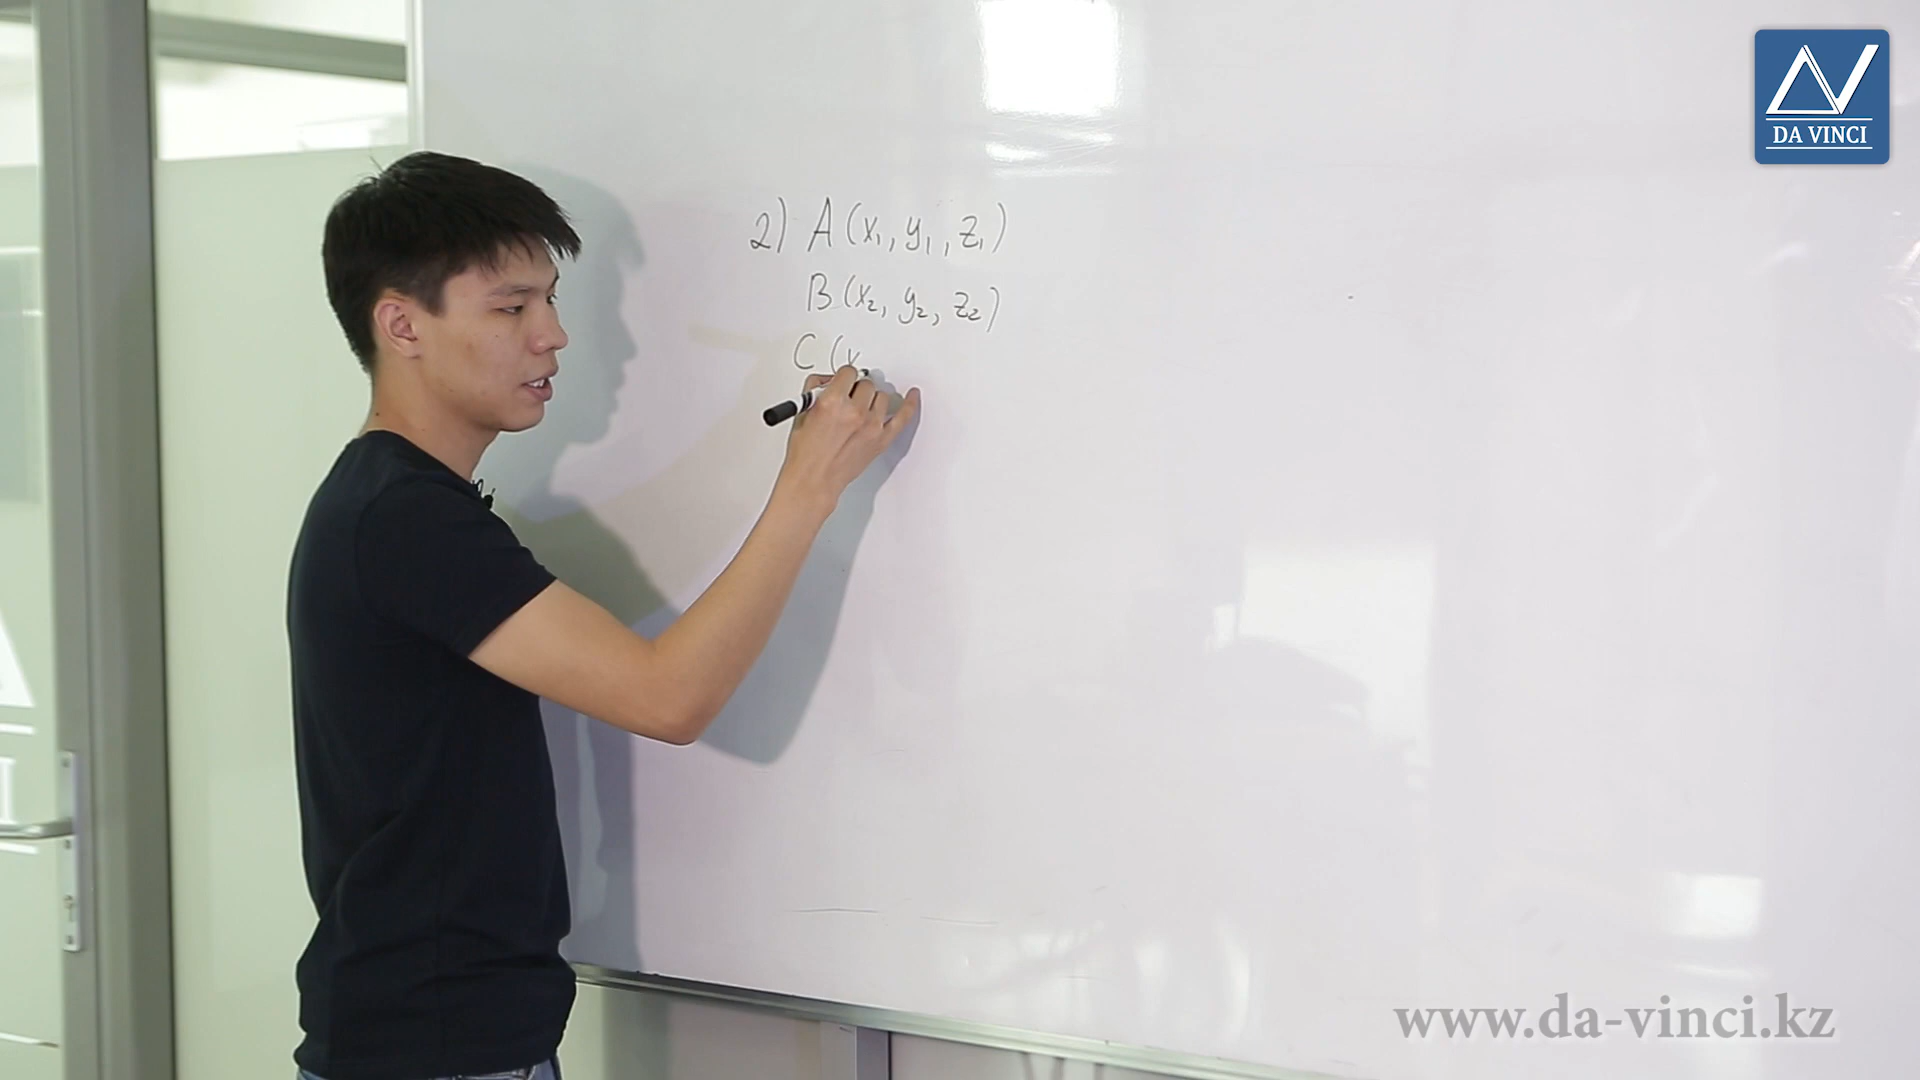 DA VINCI
2) A (x₁, y₁, z₁)
B (x₂, y₂, z₂)
C (x
www.da-vinci.kz